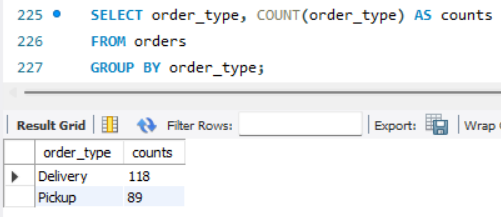 225 SELECT order_type, COUNT(order_type) AS counts
226 FROM orders
227 GROUP BY order_type;
Result Grid Filter Rows: Export: Wrap
order_type counts
Delivery 118
Pickup 89